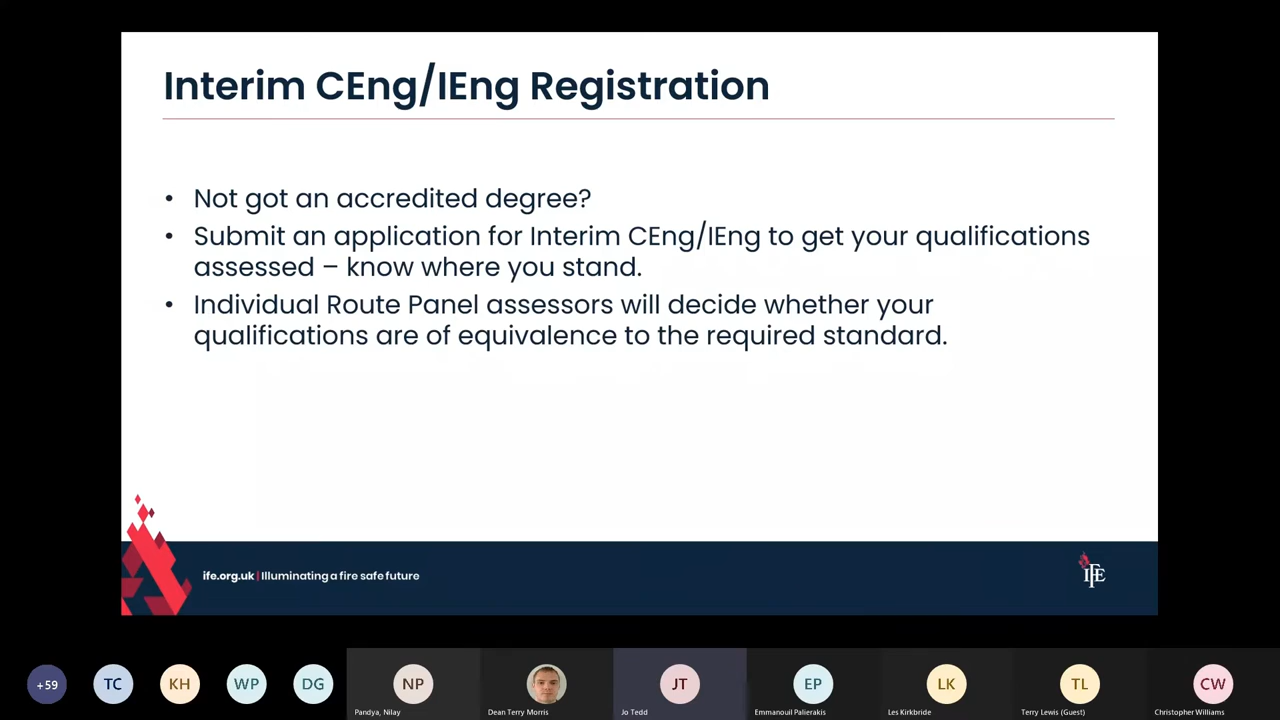 Interim CEng/IEng Registration
• Not got an accredited degree?
• Submit an application for Interim CEng/IEng to get your qualifications
assessed – know where you stand.
• Individual Route Panel assessors will decide whether your
qualifications are of equivalence to the required standard.
ife.org.uk | Illuminating a fire safe future
IFE
+59
TC
KH
WP
DG
NP
JT
EP
LK
TL
CW
Pandya, Nilay
Dean Terry Morris
Jo Tedd
Emmanouil Palierakis
Les Kirkbride
Terry Lewis (Guest)
Christopher Williams